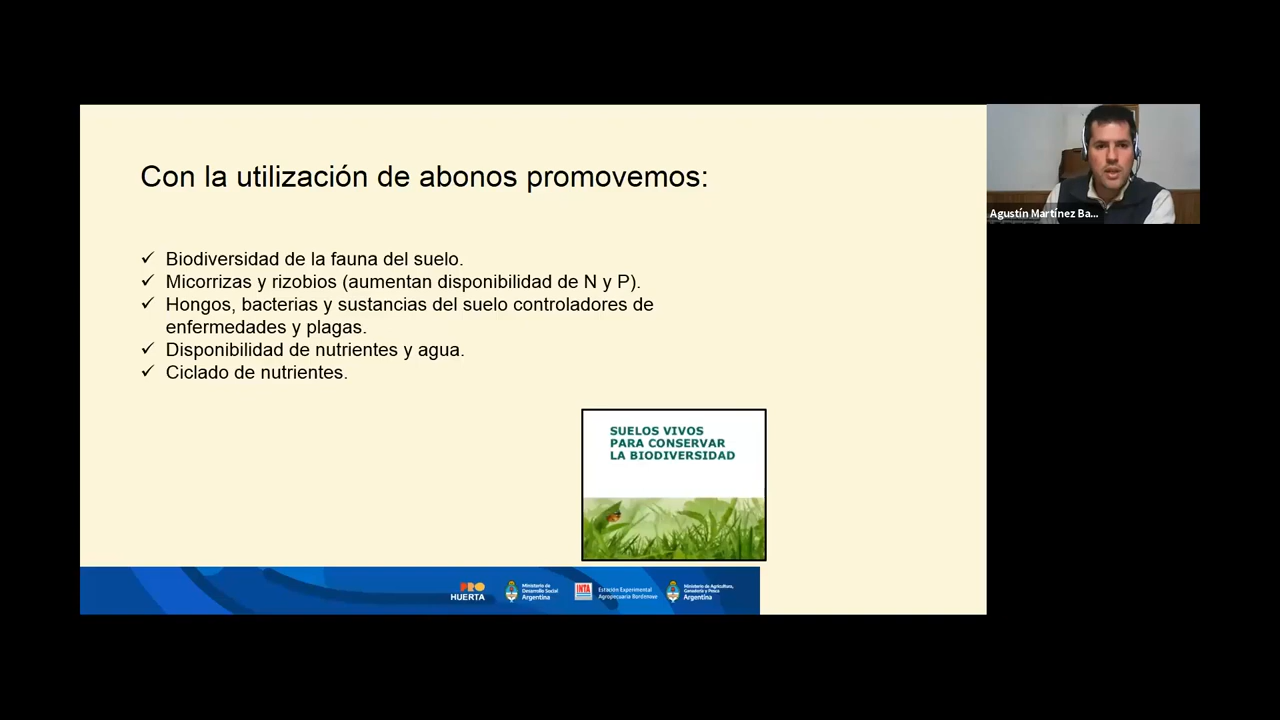 Con la utilización de abonos promovemos:
✓ Biodiversidad de la fauna del suelo.
✓ Micorrizas y rizobios (aumentan disponibilidad de N y P).
✓ Hongos, bacterias y sustancias del suelo controladores de
enfermedades y plagas.
✓ Disponibilidad de nutrientes y agua.
✓ Ciclado de nutrientes.
SUELOS VIVOS
PARA CONSERVAR
LA BIODIVERSIDAD
PRO
HUERTA
Ministerio de
Desarrollo Social
Argentina
INTA
Estación Experimental
Agropecuaria Bordenave
Ministerio de Agricultura,
Ganadería y Pesca
Argentina
Agustín Martínez Ba...